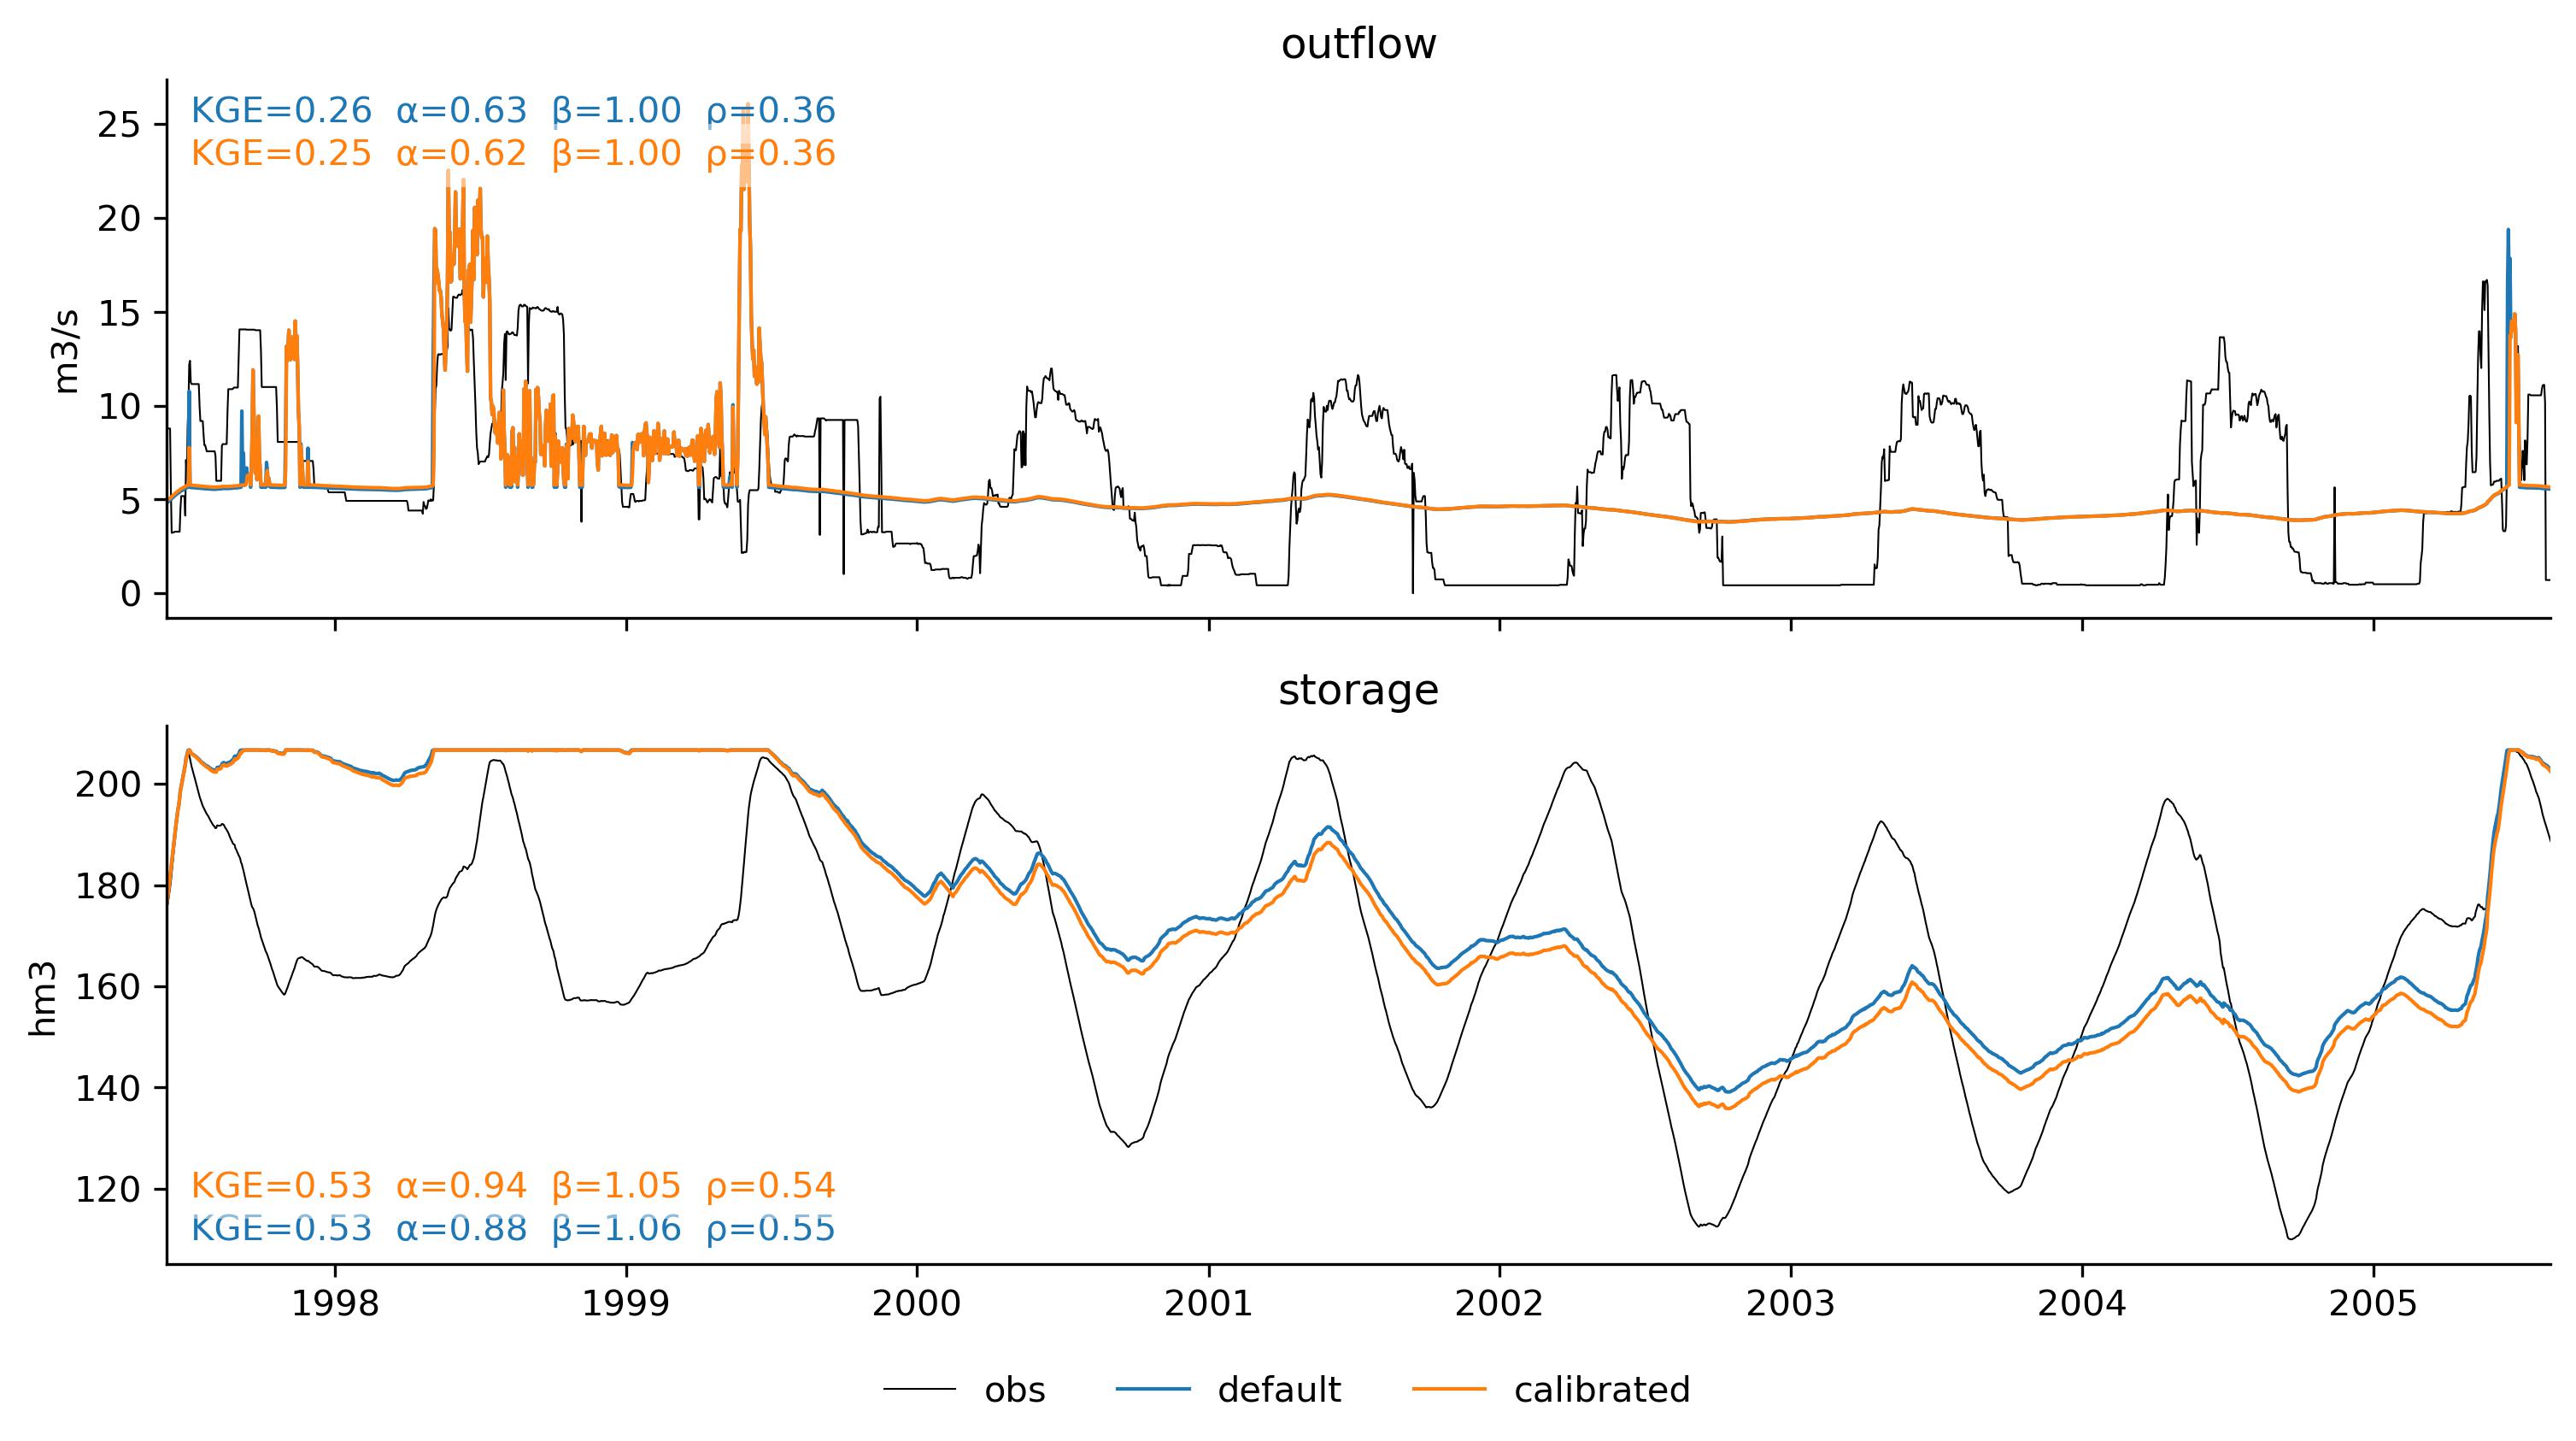 outflow
KGE=0.26 α=0.63 β=1.00 ρ=0.36
KGE=0.25 α=0.62 β=1.00 ρ=0.36
m3/s
25
20
15
10
5
0
storage
hm3
200
180
160
140
120
KGE=0.53 α=0.94 β=1.05 ρ=0.54
KGE=0.53 α=0.88 β=1.06 ρ=0.55
1998 1999 2000 2001 2002 2003 2004 2005
obs default calibrated